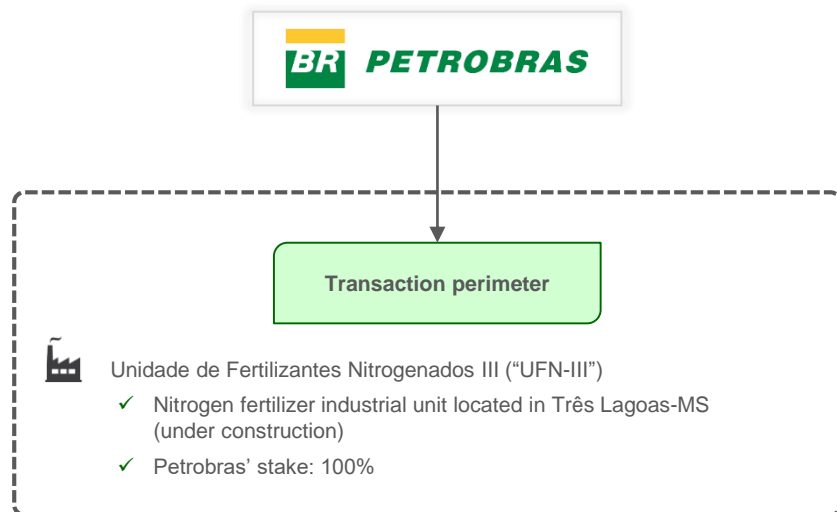 BR PETROBRAS
Transaction perimeter
Unidade de Fertilizantes Nitrogenados III (“UFN-III”)
✓ Nitrogen fertilizer industrial unit located in Três Lagoas-MS
(under construction)
✓ Petrobras’ stake: 100%